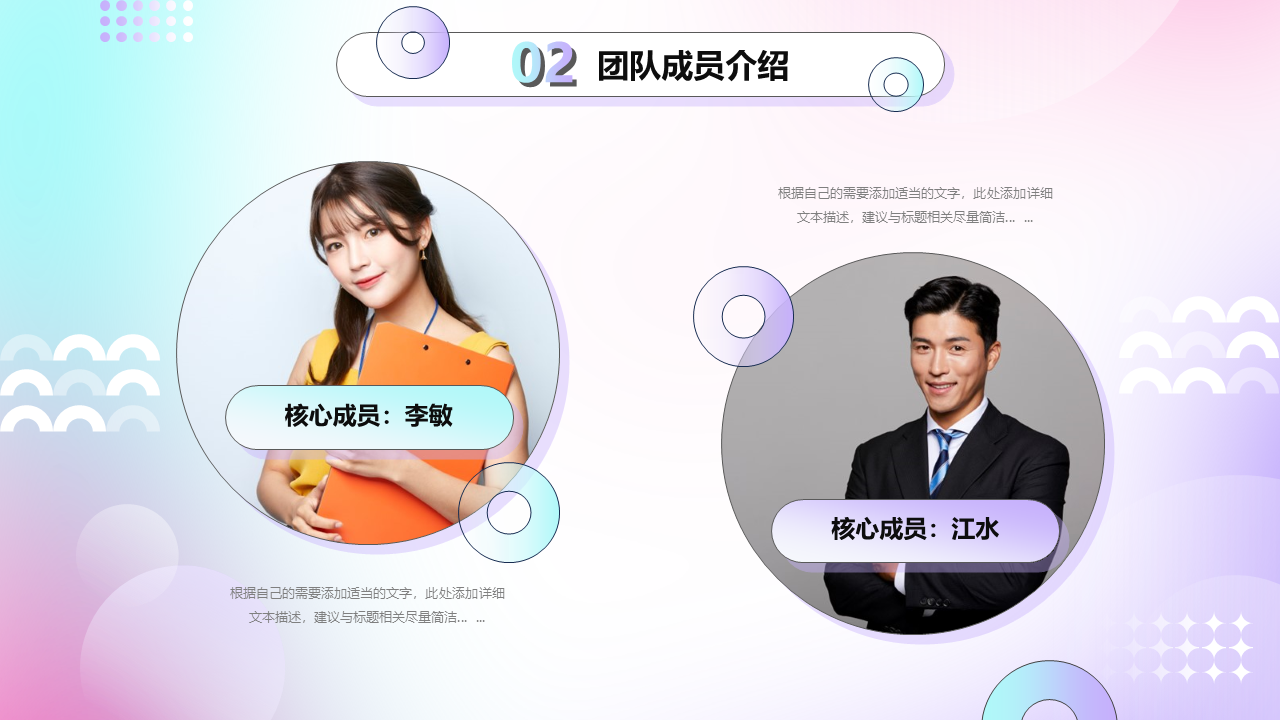 02 团队成员介绍
核心成员：李敏
根据自己的需要添加适当的文字，此处添加详细
文本描述，建议与标题相关尽量简洁... ...
根据自己的需要添加适当的文字，此处添加详细
文本描述，建议与标题相关尽量简洁... ...
核心成员：江水